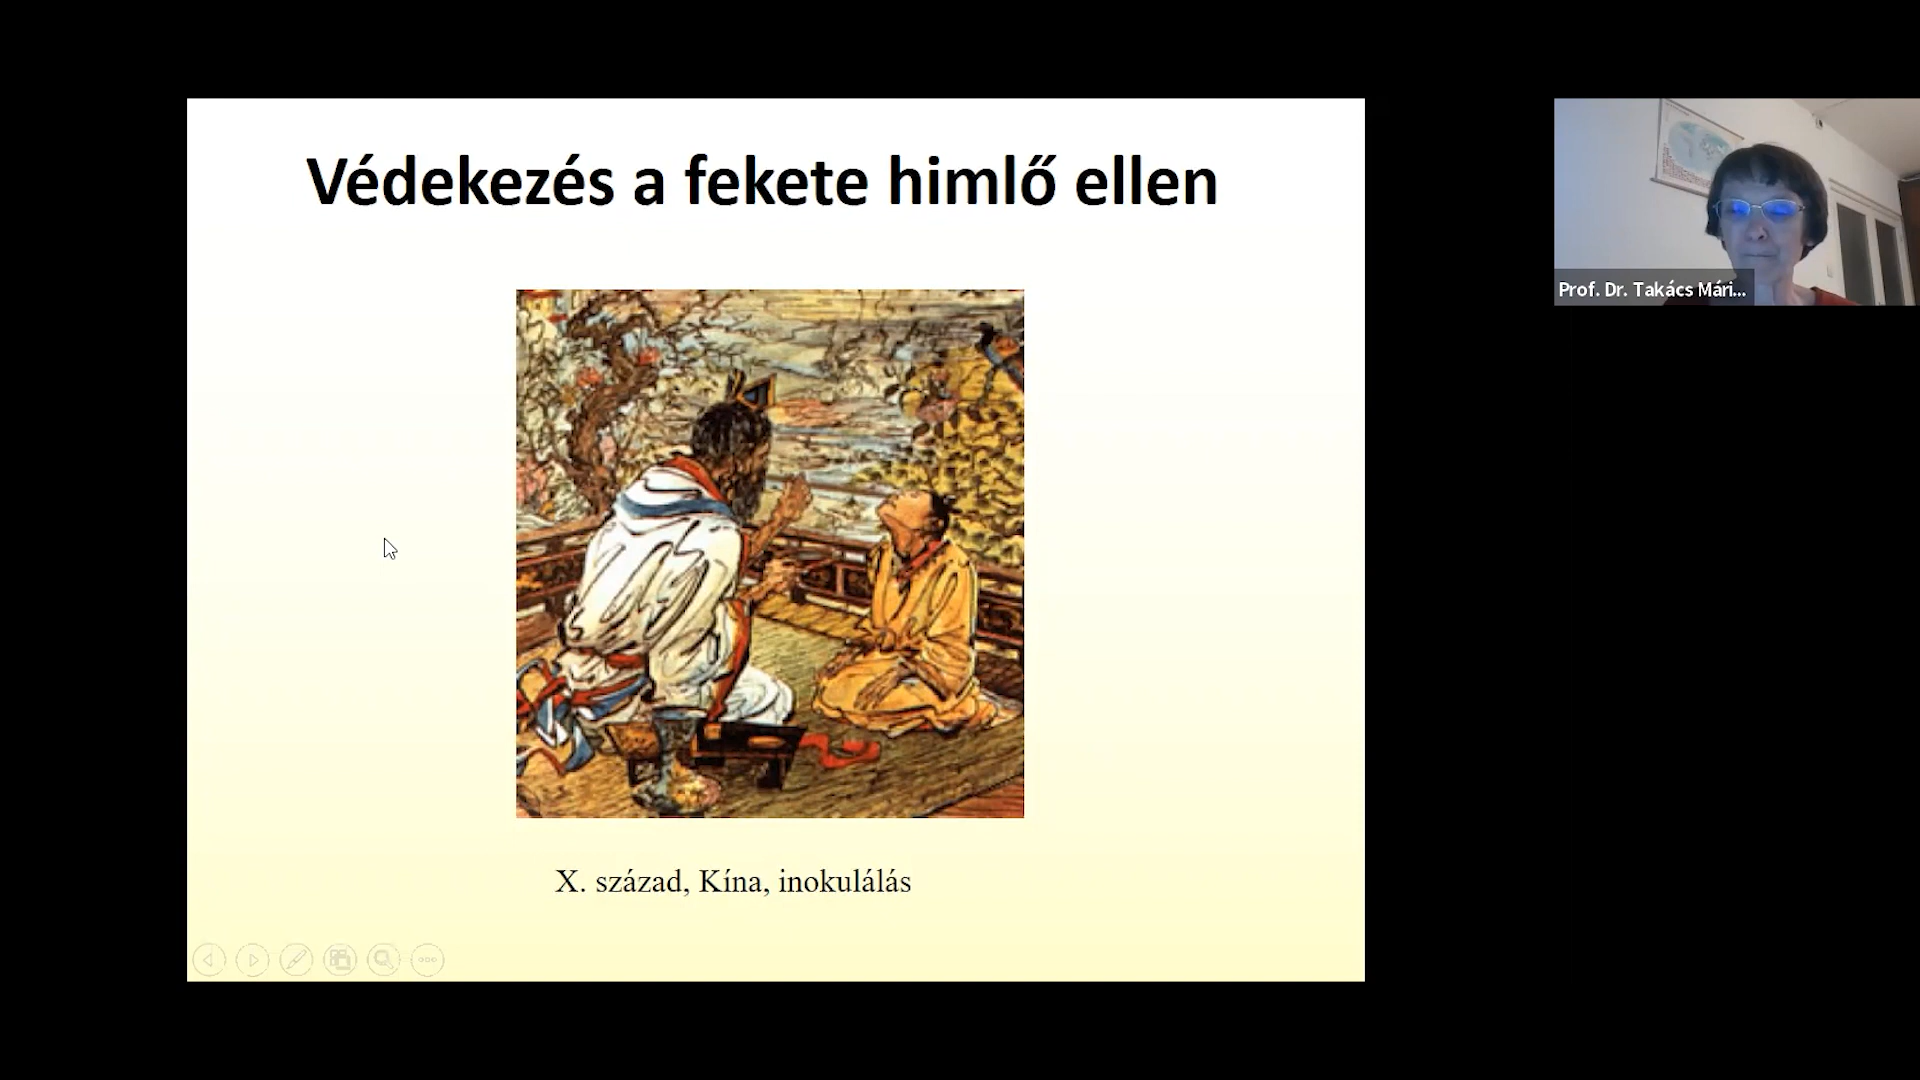 Védekezés a fekete himlő ellen
Prof. Dr. Takács Mári...
X. század, Kína, inokulálás